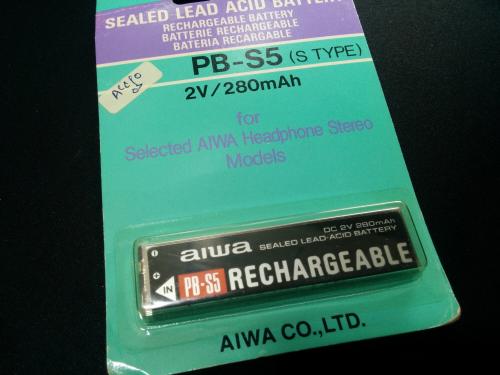 SEALED LEAD ACID BATTERY
RECHARGEABLE BATTERY
BATTERIE RECHARGEABLE
BATERIA RECARGABLE
PB-S5 (S TYPE)
2V/280mAh
for
Selected AIWA Headphone Stereo
Models
DC 2V 280mAh
aiwa SEALED LEAD-ACID BATTERY
IN PB-S5 RECHARGEABLE
AIWA CO.,LTD.